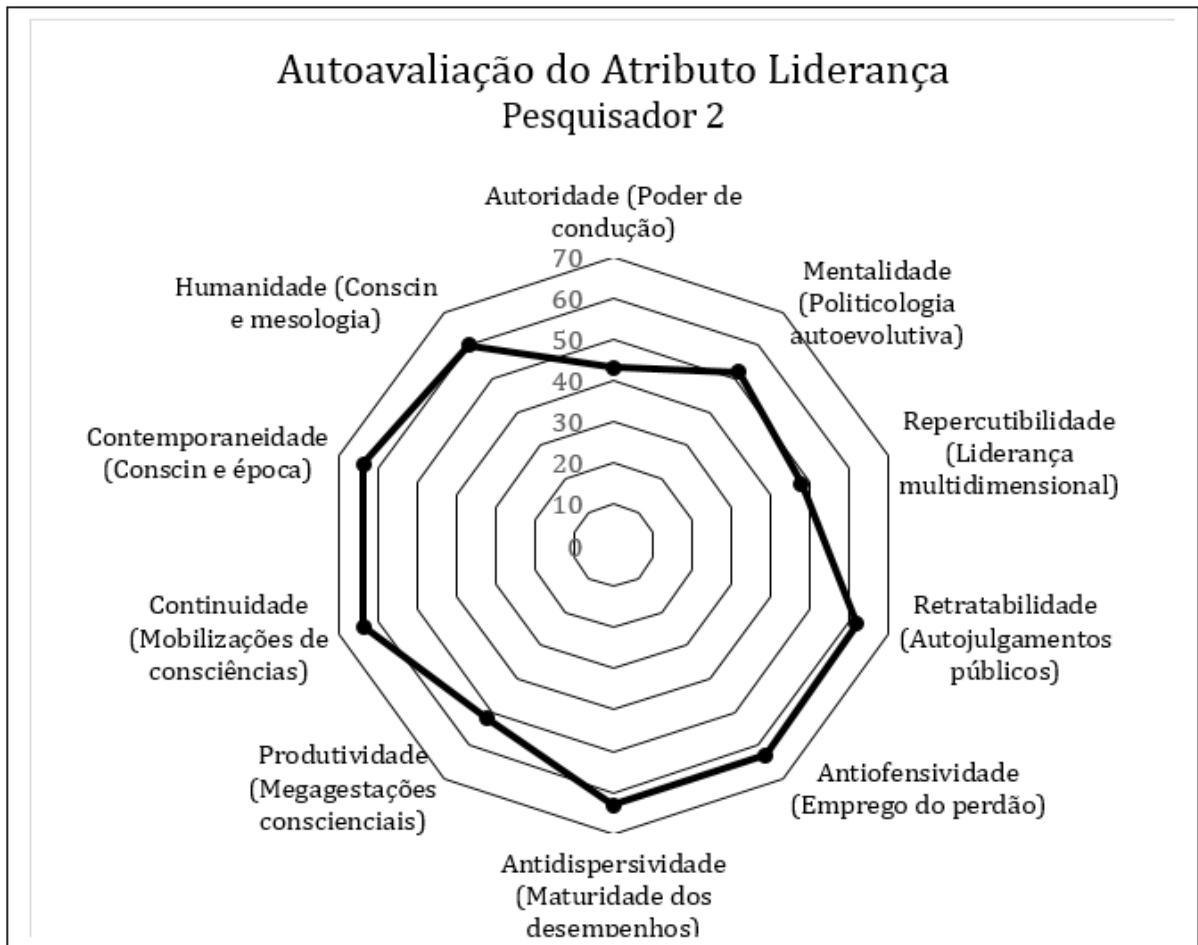 Autoavaliação do Atributo Liderança
Pesquisador 2
Autoridade (Poder de
condução)
Mentalidade
(Politicologia
autoevolutiva)
Repercutibilidade
(Liderança
multidimensional)
Retratabilidade
(Autojulgamentos
públicos)
Antiofensividade
(Emprego do perdão)
Antidispersividade
(Maturidade dos
desempenhos)
Produtividade
(Megagestações
conscienciais)
Continuidade
(Mobilizações de
consciências)
Contemporaneidade
(Conscin e época)
Humanidade (Conscin
e mesologia)
70
60
50
40
30
20
10
0